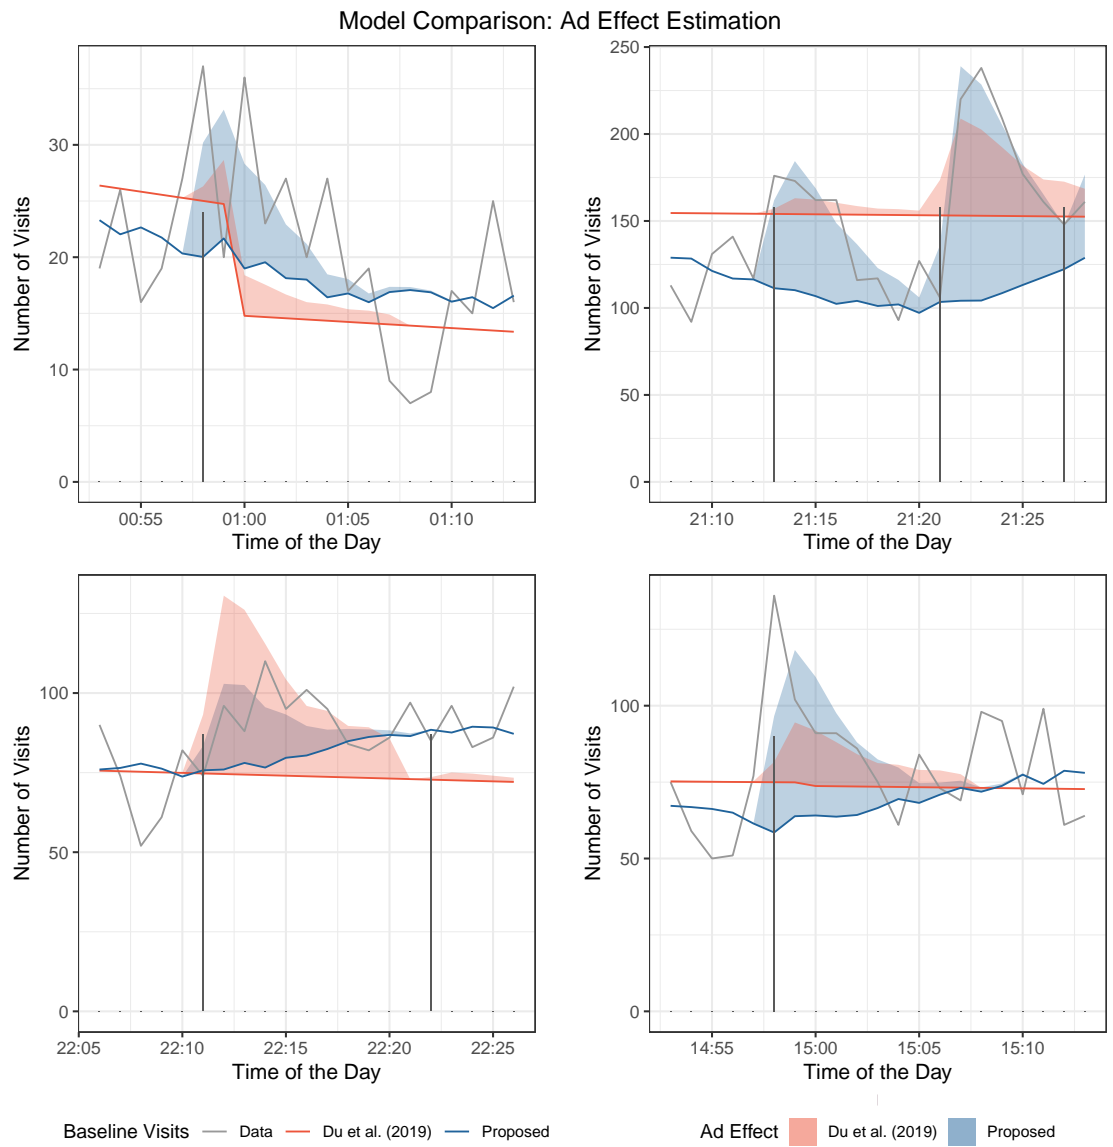 Model Comparison: Ad Effect Estimation
Number of Visits
30
20
10
0
00:55 01:00 01:05 01:10
Time of the Day
Number of Visits
250
200
150
100
50
0
21:10 21:15 21:20 21:25
Time of the Day
Number of Visits
100
50
0
22:05 22:10 22:15 22:20 22:25
Time of the Day
Number of Visits
100
50
0
14:55 15:00 15:05 15:10
Time of the Day
Baseline Visits Data Du et al. (2019) Proposed
Ad Effect Du et al. (2019) Proposed